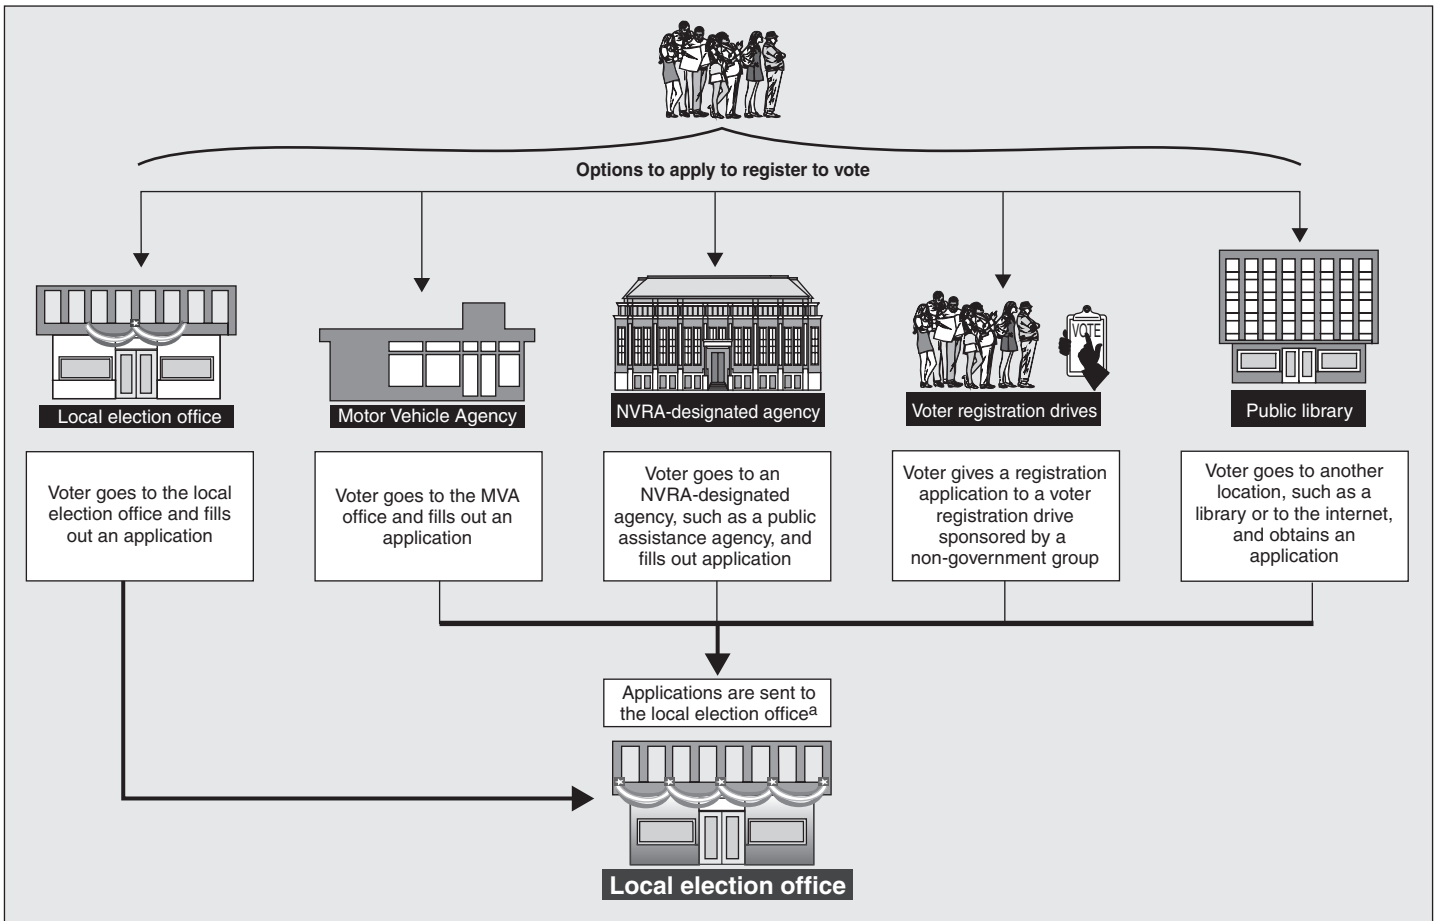 Options to apply to register to vote
VOTE
Local election office
Motor Vehicle Agency
NVRA-designated agency
Voter registration drives
Public library
Voter goes to the local
election office and fills
out an application
Voter goes to the MVA
office and fills out an
application
Voter goes to an
NVRA-designated
agency, such as a public
assistance agency, and
fills out application
Voter gives a registration
application to a voter
registration drive
sponsored by a
non-government group
Voter goes to another
location, such as a
library or to the internet,
and obtains an
application
Applications are sent to
the local election officeª
Local election office